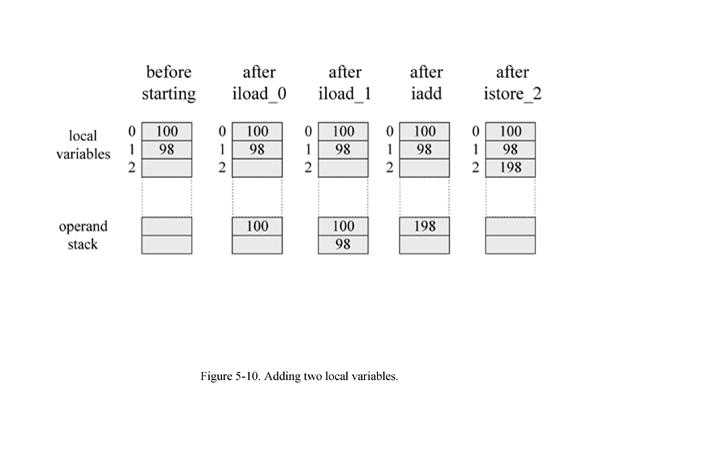 before after after after after
starting iload_0 iload_1 iadd istore_2
local 0 100 0 100 0 100 0 100 0 100
variables 1 98 1 98 1 98 1 98 1 98
2 2 2 2 2 198
operand 100 100 198
stack 98
Figure 5-10. Adding two local variables.